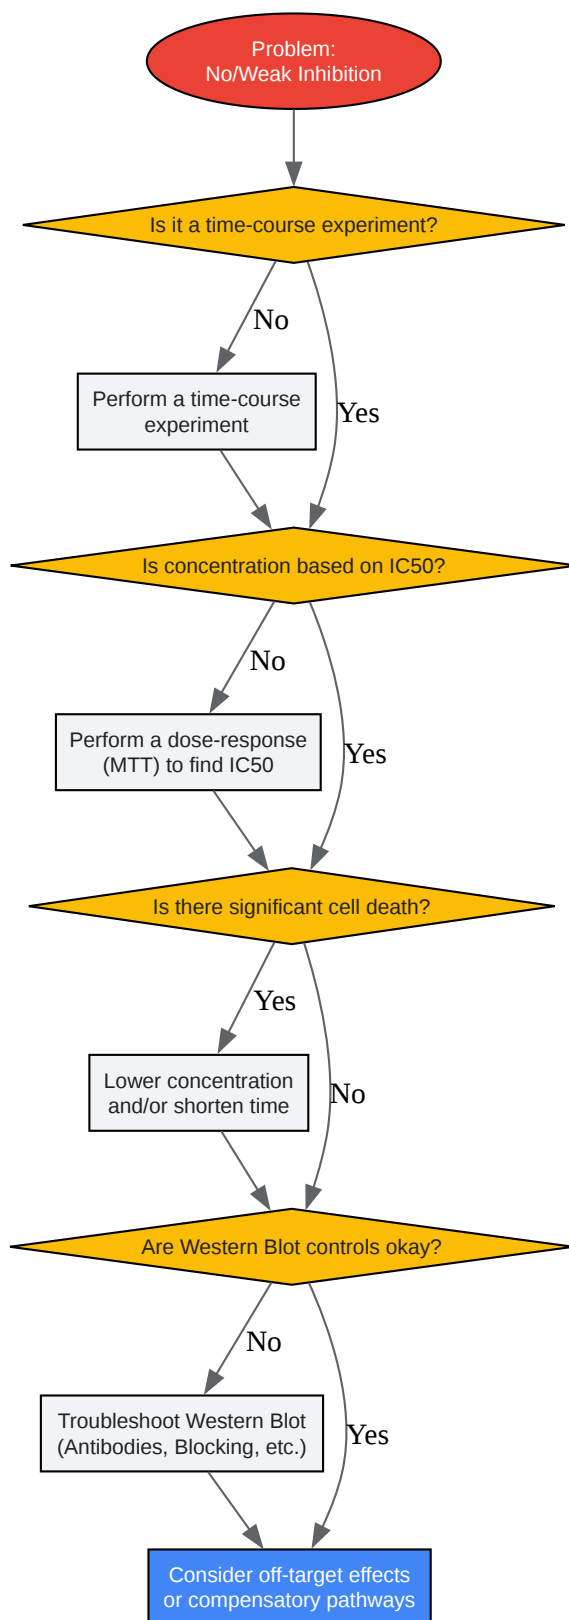 Problem:
No/Weak Inhibition
Is it a time-course experiment?
No
Perform a time-course
experiment
Yes
Is concentration based on IC50?
No
Perform a dose-response
(MTT) to find IC50
Yes
Is there significant cell death?
Yes
Lower concentration
and/or shorten time
No
Are Western Blot controls okay?
No
Troubleshoot Western Blot
(Antibodies, Blocking, etc.)
Yes
Consider off-target effects
or compensatory pathways